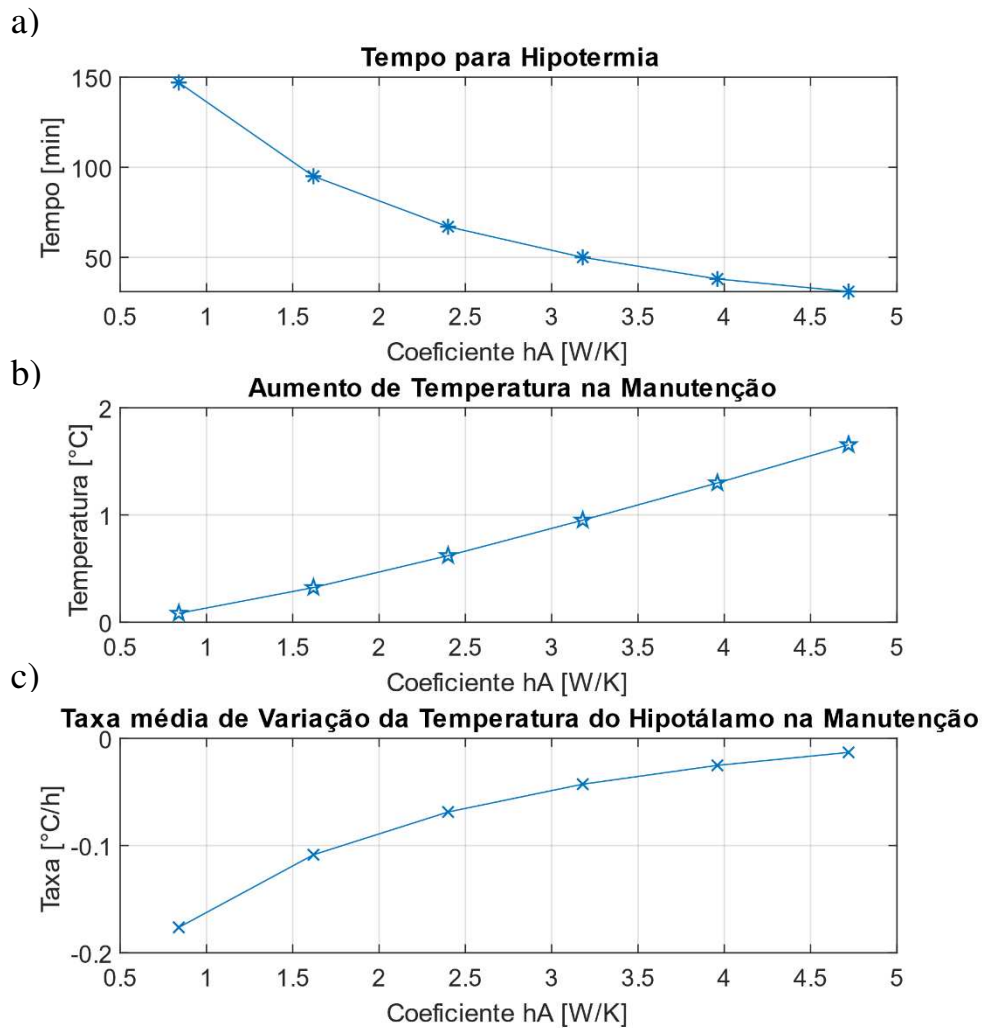 a)
Tempo para Hipotermia
150
100
50
Tempo [min]
0.5 1 1.5 2 2.5 3 3.5 4 4.5 5
Coeficiente hA [W/K]
b)
Aumento de Temperatura na Manutenção
2
1
0
Temperatura [°C]
0.5 1 1.5 2 2.5 3 3.5 4 4.5 5
Coeficiente hA [W/K]
c)
Taxa média de Variação da Temperatura do Hipotálamo na Manutenção
0
-0.1
-0.2
Taxa [°C/h]
0.5 1 1.5 2 2.5 3 3.5 4 4.5 5
Coeficiente hA [W/K]